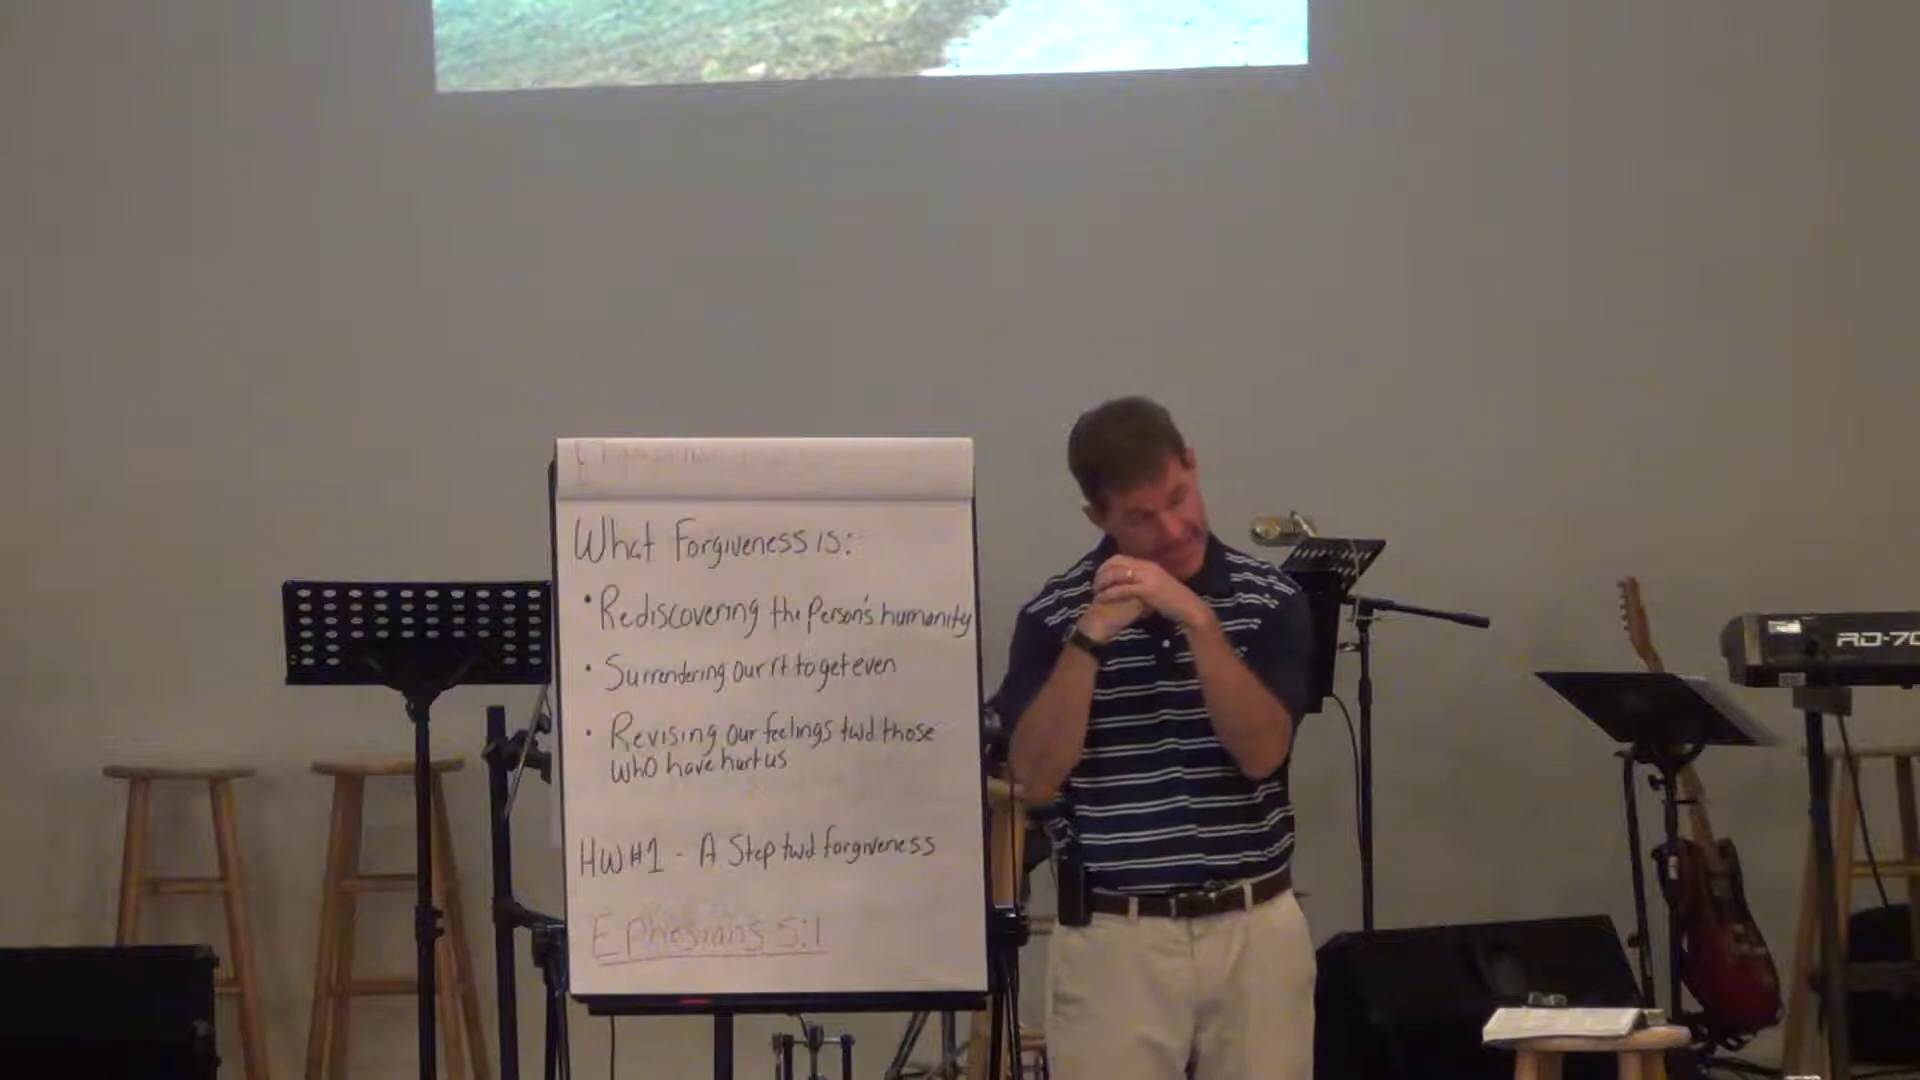 What Forgiveness is:
• Rediscovering the Person's humanity
• Surrendering our rt to get even
• Revising our feelings twd those
who have hurt us
HW#1 - A Step twd forgiveness
Ephesians 5:1
RD-70